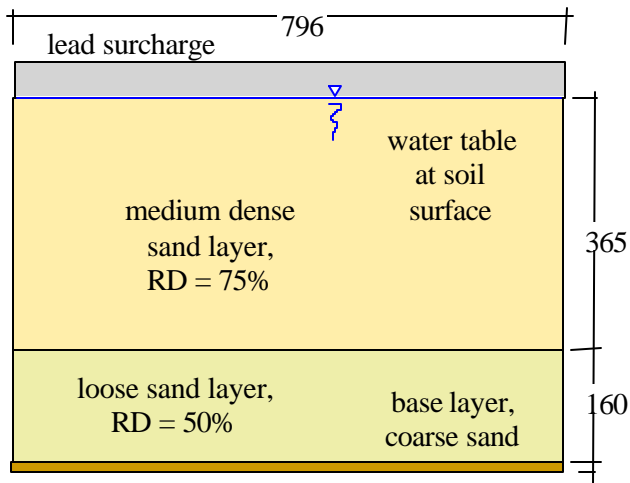 796
lead surcharge
water table
at soil
surface
medium dense
sand layer,
RD = 75%
365
loose sand layer,
RD = 50%
base layer,
coarse sand
160